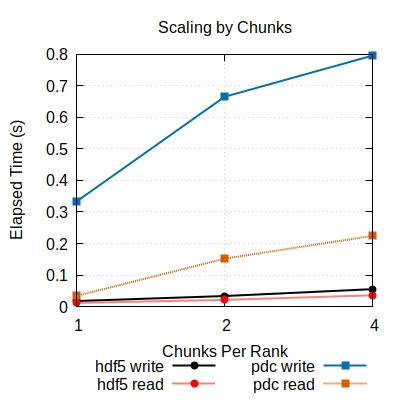 Scaling by Chunks
Elapsed Time (s)
0.8
0.7
0.6
0.5
0.4
0.3
0.2
0.1
0
1 2 4
Chunks Per Rank
hdf5 write pdc write
hdf5 read pdc read